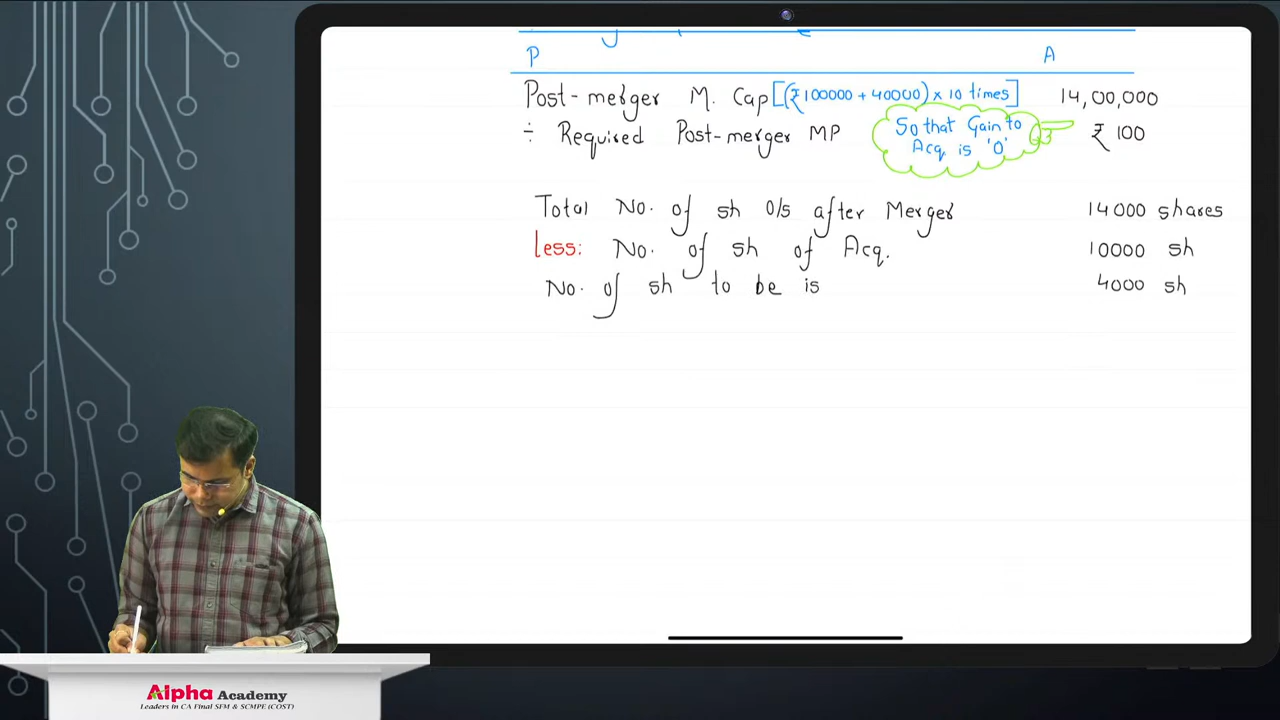 P A
Post-merger M. Cap [(₹100000 + 40000) × 10 times] 14,00,000
÷ Required Post-merger MP So that Gain to Acq. is '0' ₹ 100
Total No. of sh O/s after Merger 14000 shares
less: No. of sh of Acq. 10000 sh
No. of sh to be is 4000 sh
Alpha Academy
Leaders in CA Final SFM & SCMPE (COST)